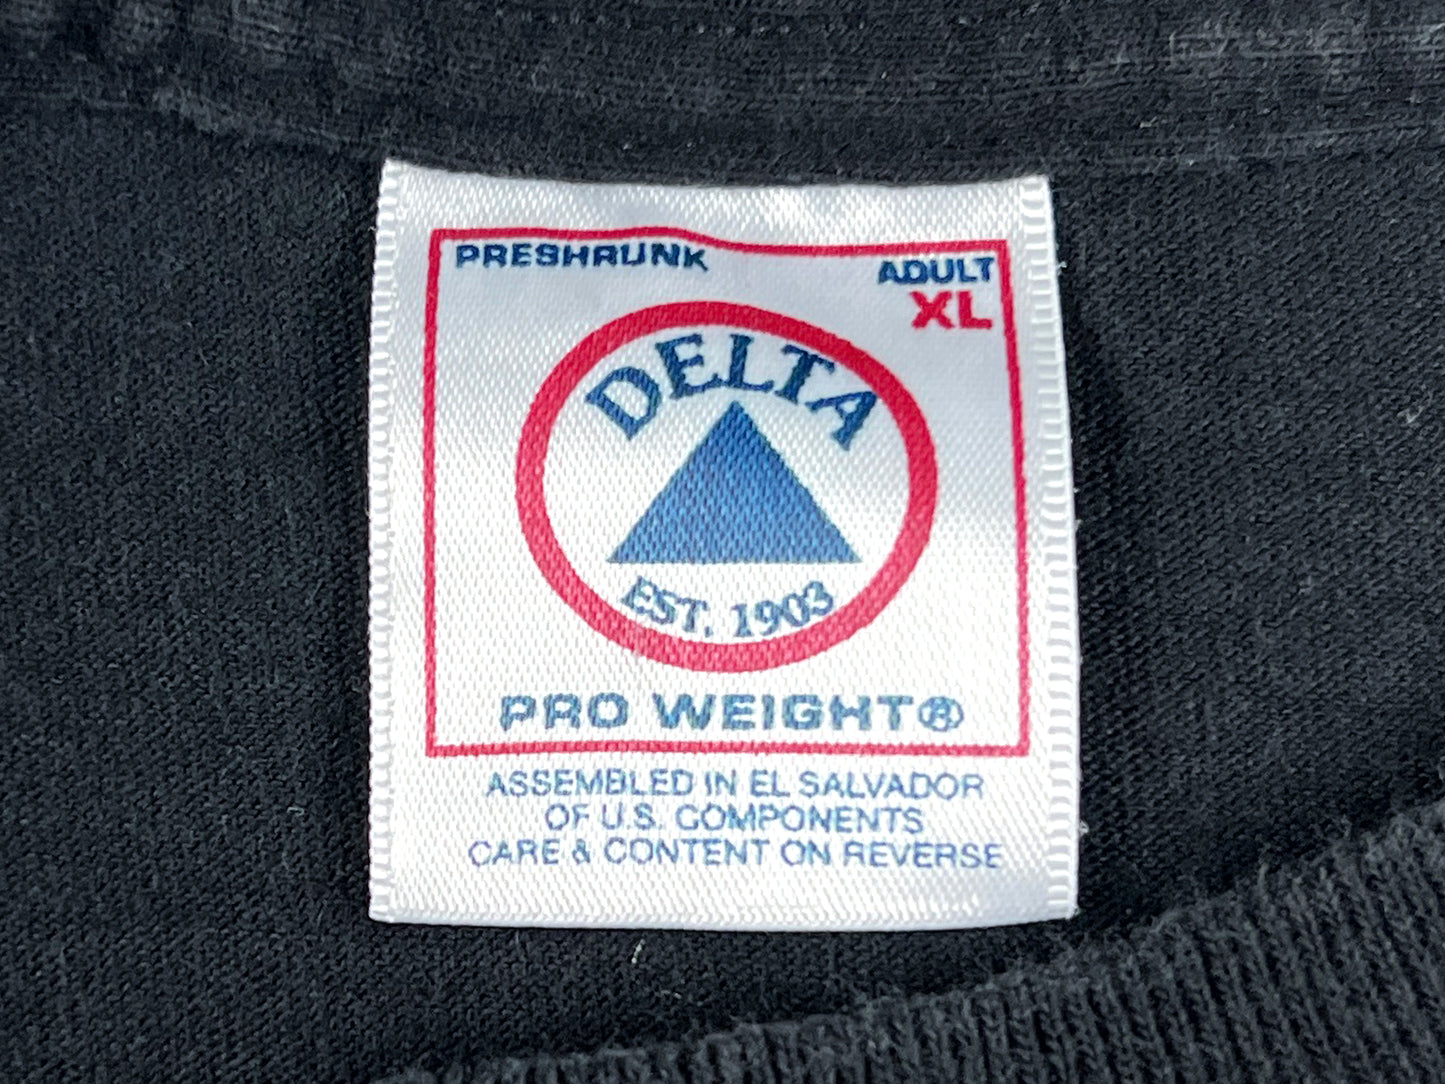 PRESHRUNK
ADULT
XL
DELTA
EST. 1903
PRO WEIGHT®
ASSEMBLED IN EL SALVADOR
OF U.S. COMPONENTS
CARE & CONTENT ON REVERSE